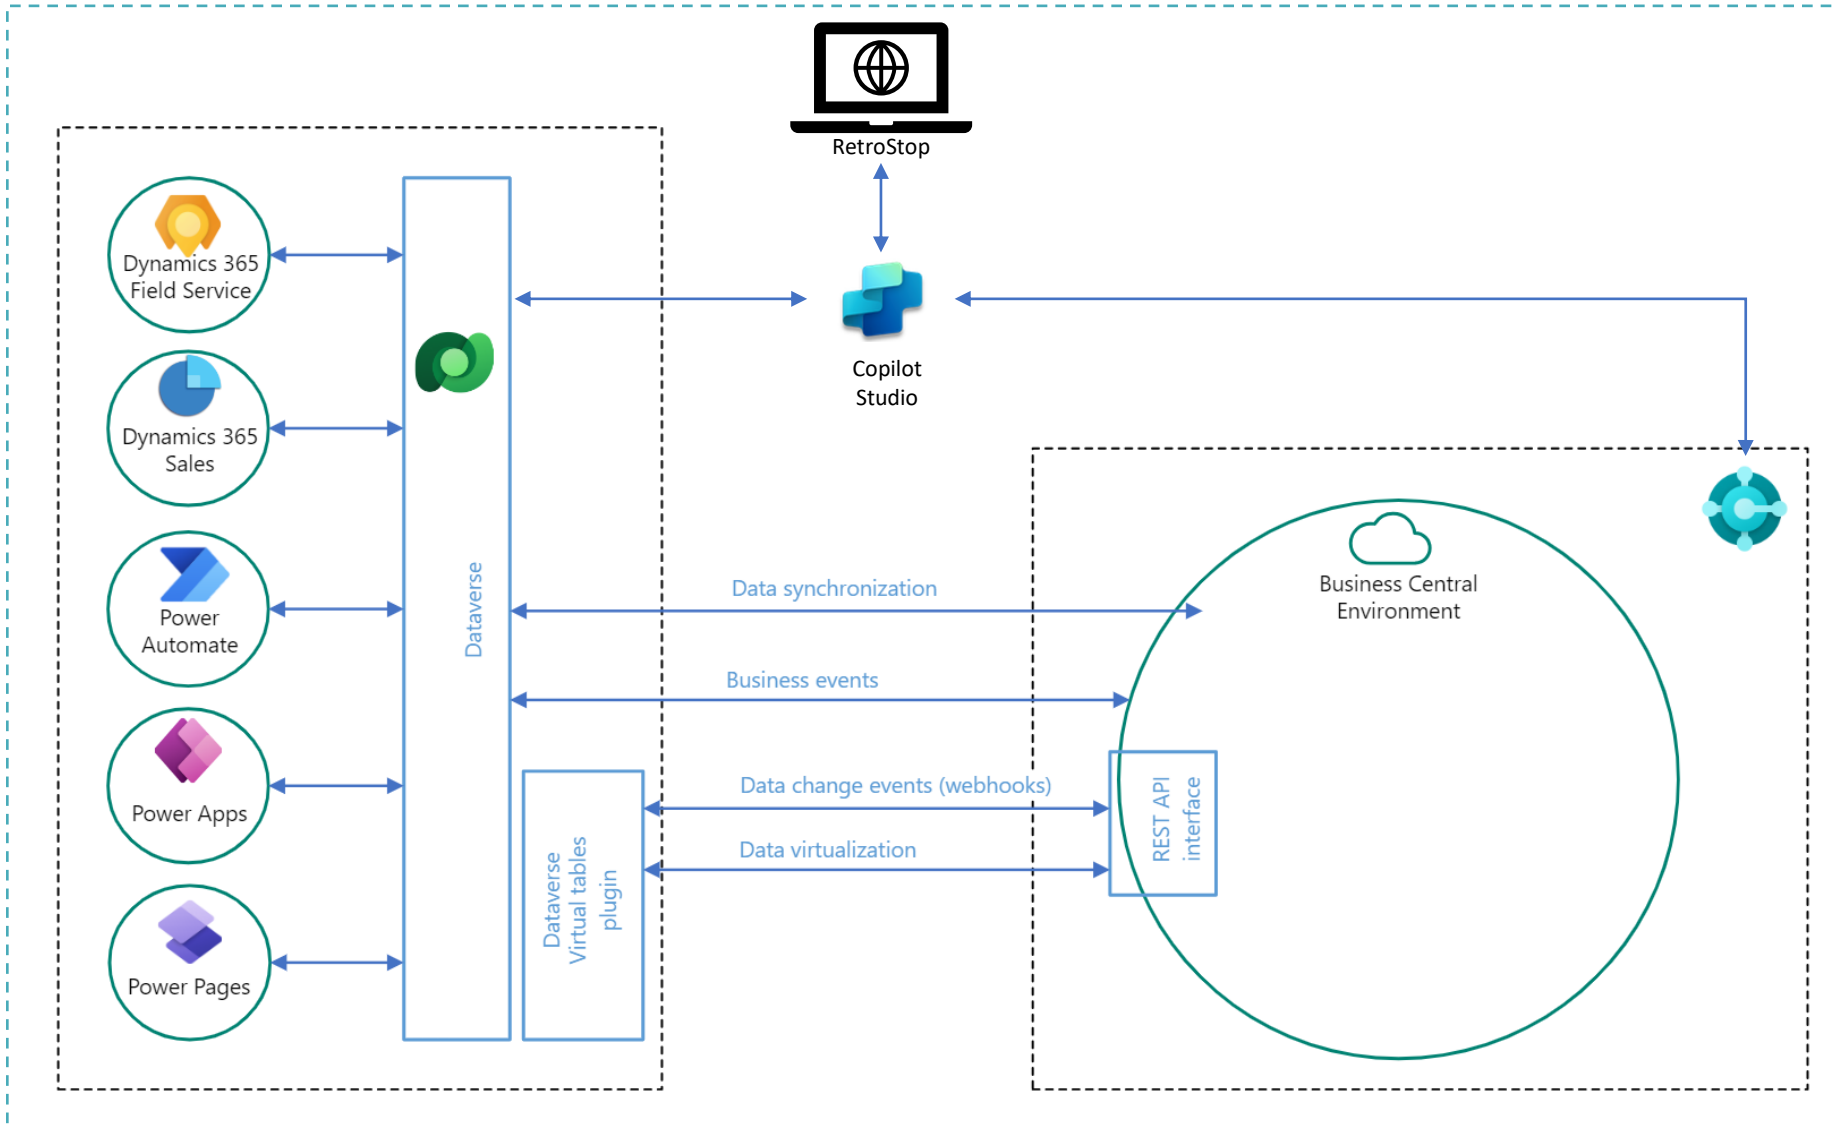 RetroStop
Copilot
Studio
Dynamics 365
Field Service
Dynamics 365
Sales
Power
Automate
Power Apps
Power Pages
Dataverse
Dataverse
Virtual tables
plugin
Data synchronization
Business events
Data change events (webhooks)
Data virtualization
REST API
interface
Business Central
Environment